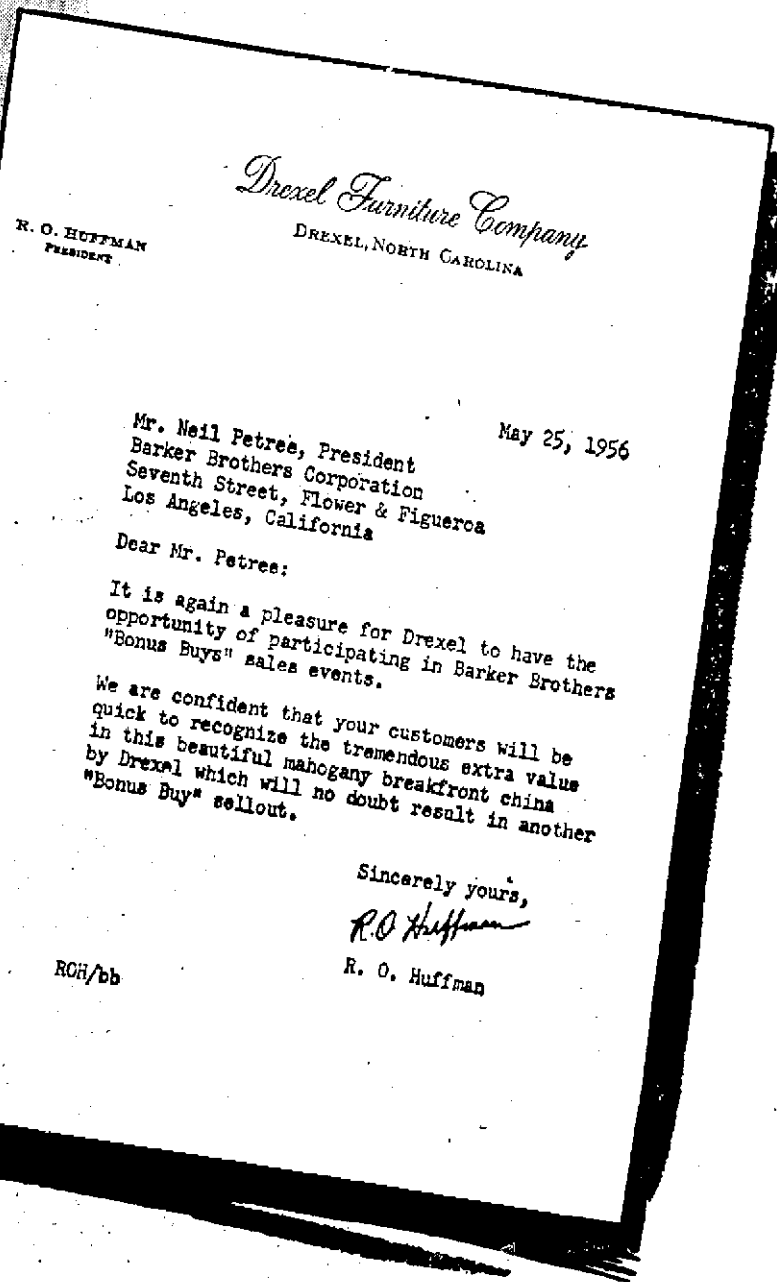 Drexel Furniture Company
DREXEL, NORTH CAROLINA
R. O. HUFFMAN
PRESIDENT
May 25, 1956
Mr. Neil Petree, President
Barker Brothers Corporation
Seventh Street, Flower & Figueroa
Los Angeles, California
Dear Mr. Petree:
It is again a pleasure for Drexel to have the
opportunity of participating in Barker Brothers
"Bonus Buys" sales events.
We are confident that your customers will be
quick to recognize the tremendous extra value
in this beautiful mahogany breakfront china
by Drexel which will no doubt result in another
"Bonus Buy" sellout.
Sincerely yours,
R.O Huffman
R. O. Huffman
ROH/bb